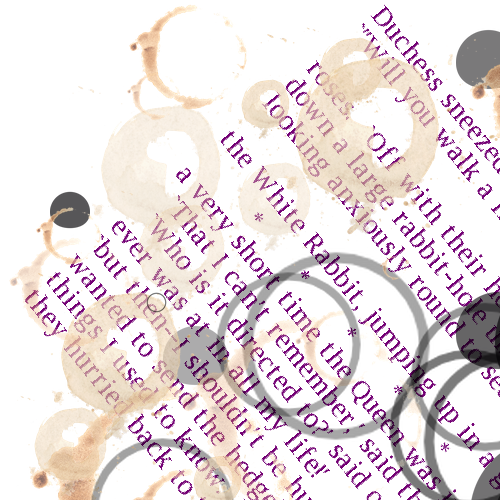 Duchess sneezed
"Will you walk a
roses. 'Off with their
down a large rabbit-hole
looking anxiously round to
the White Rabbit, jumping up in a
* * * * *
a very short time the Queen was
'That I can't remember,' said
'Who is it directed to?' said
ever was at in all my life!'
'but then--I shouldn't be
wanted to send the
things I used to know.
they hurried back to